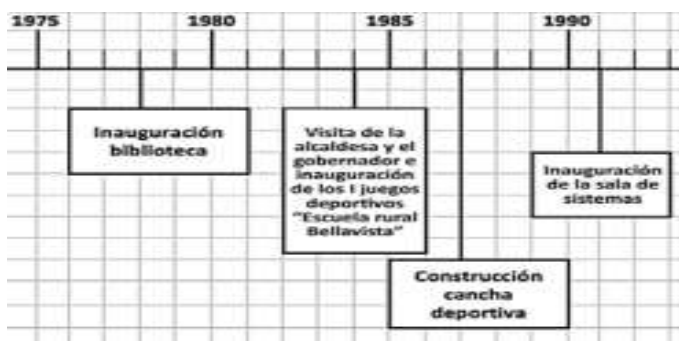 1975 1980 1985 1990
Inauguración
biblioteca
Visita de la
alcaldesa y el
gobernador e
inauguración
de los I juegos
deportivos
"Escuela rural
Bellavista"
Construcción
cancha
deportiva
Inauguración
de la sala de
sistemas